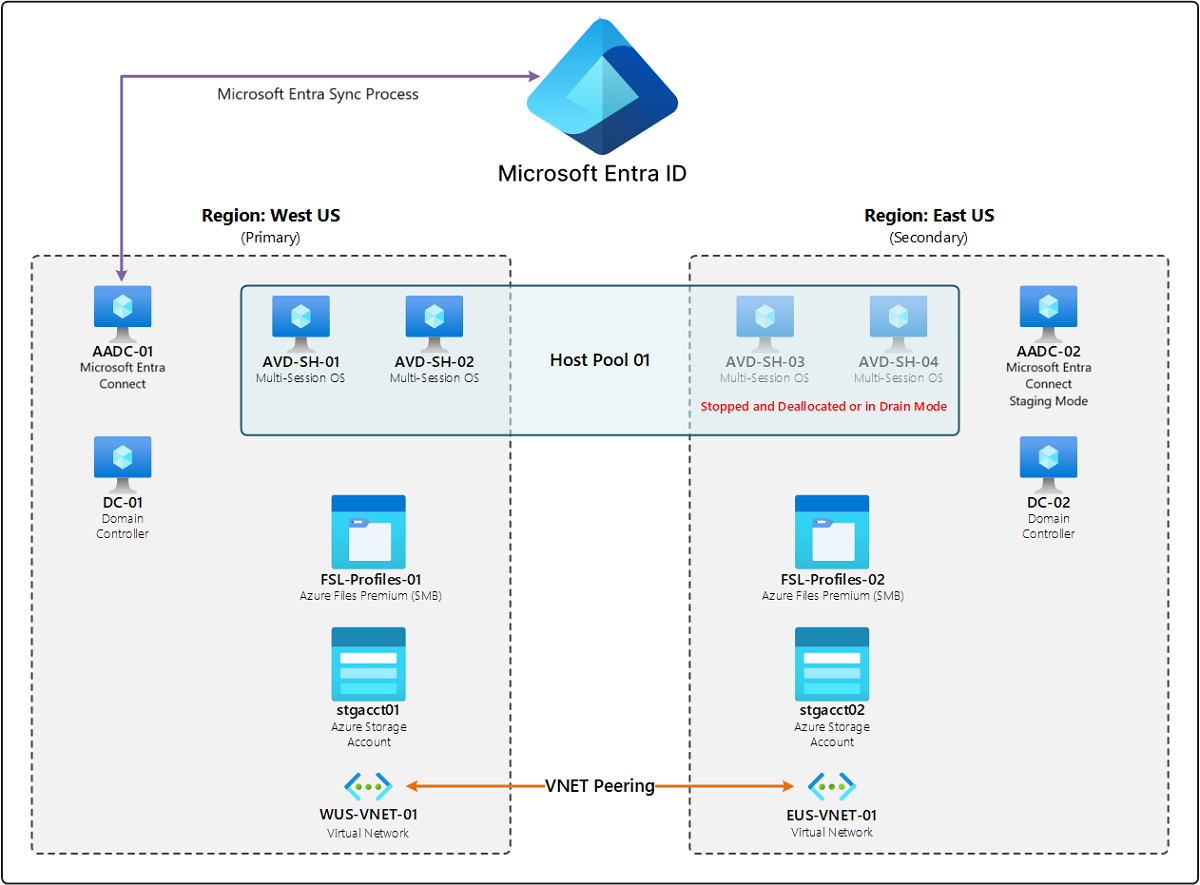 Microsoft Entra Sync Process
Microsoft Entra ID
Region: West US
(Primary)
Region: East US
(Secondary)
AADC-01
Microsoft Entra
Connect
AVD-SH-01
Multi-Session OS
AVD-SH-02
Multi-Session OS
Host Pool 01
AVD-SH-03
Multi-Session OS
AVD-SH-04
Multi-Session OS
Stopped and Deallocated or in Drain Mode
AADC-02
Microsoft Entra
Connect
Staging Mode
DC-01
Domain
Controller
DC-02
Domain
Controller
FSL-Profiles-01
Azure Files Premium (SMB)
FSL-Profiles-02
Azure Files Premium (SMB)
stgacct01
Azure Storage
Account
stgacct02
Azure Storage
Account
VNET Peering
WUS-VNET-01
Virtual Network
EUS-VNET-01
Virtual Network